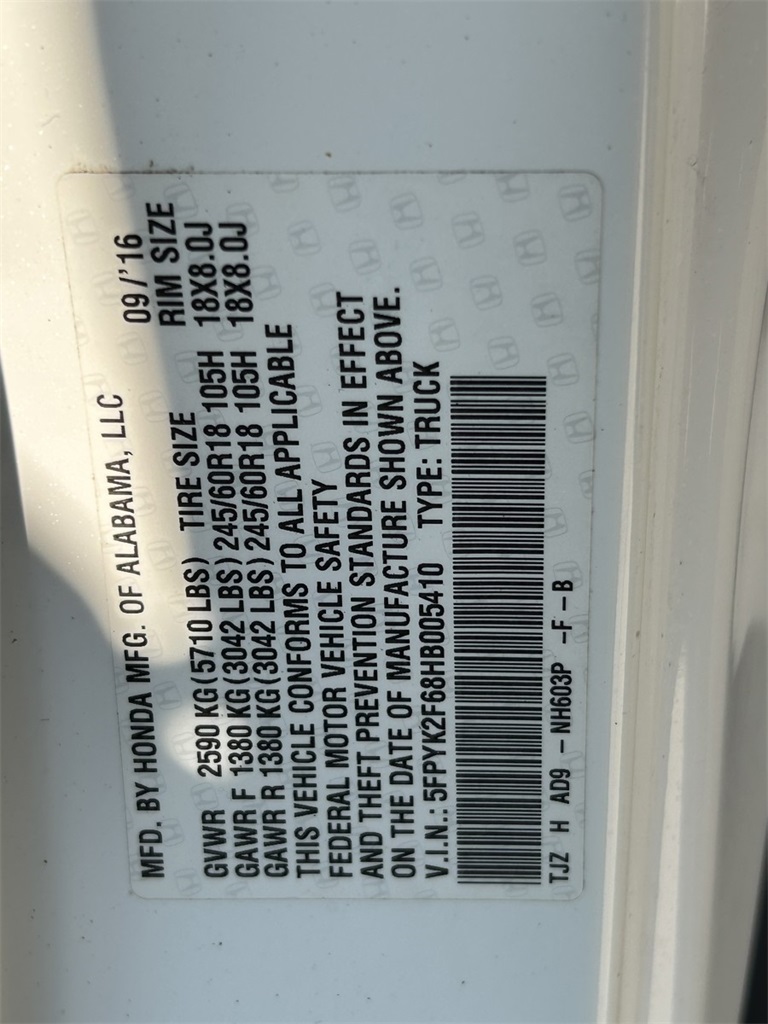 MFD. BY HONDA MFG. OF ALABAMA, LLC 09/'16
GVWR 2590 KG(5710 LBS) TIRE SIZE RIM SIZE
GAWR F 1380 KG(3042 LBS)245/60R18 105H 18X8.0J
GAWR R 1380 KG(3042 LBS)245/60R18 105H 18X8.0J
THIS VEHICLE CONFORMS TO ALL APPLICABLE
FEDERAL MOTOR VEHICLE SAFETY
AND THEFT PREVENTION STANDARDS IN EFFECT
ON THE DATE OF MANUFACTURE SHOWN ABOVE.
V.I.N.: 5FPYK2F68HB005410 TYPE: TRUCK
TJZ H AD9 - NH603P -F - B